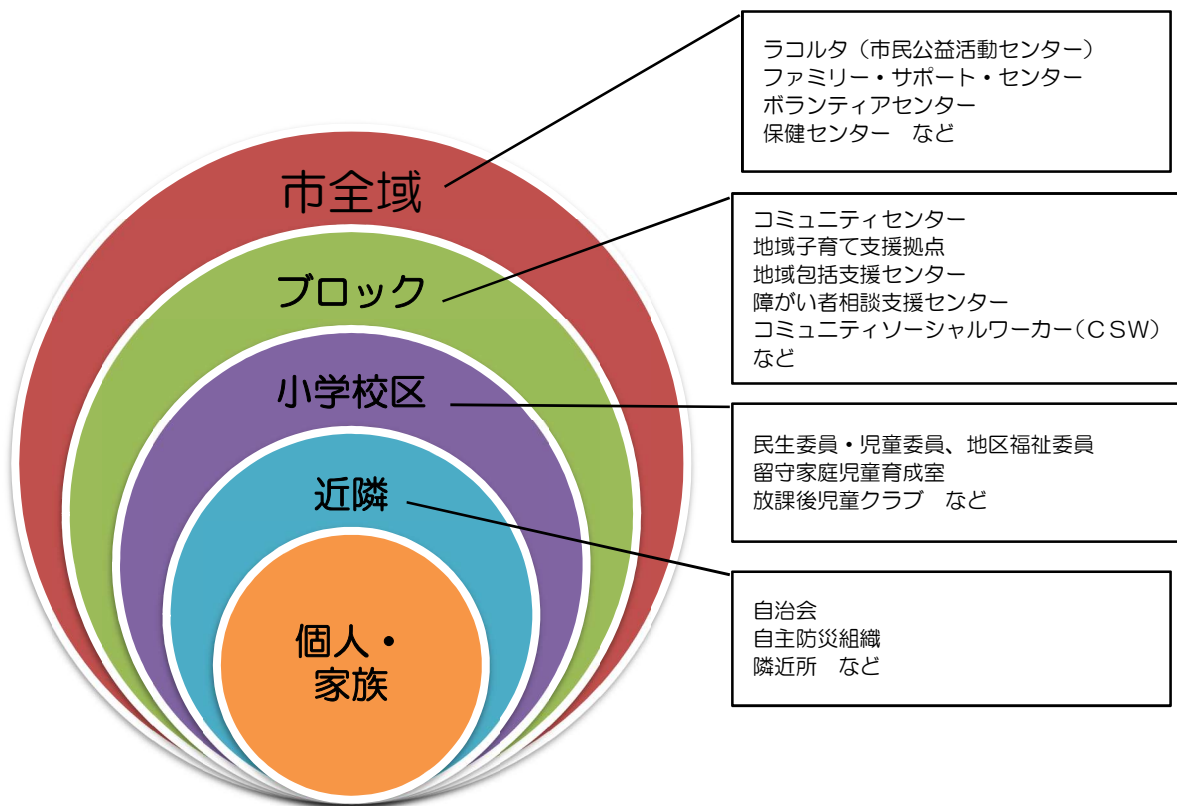 市全域
ブロック
小学校区
近隣
個人・
家族
ラコルタ（市民公益活動センター）
ファミリー・サポート・センター
ボランティアセンター
保健センター　など
コミュニティセンター
地域子育て支援拠点
地域包括支援センター
障がい者相談支援センター
コミュニティソーシャルワーカー（ＣＳＷ）
など
民生委員・児童委員、地区福祉委員
留守家庭児童育成室
放課後児童クラブ　など
自治会
自主防災組織
隣近所　など